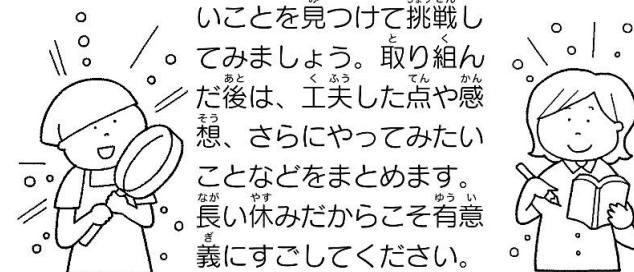 いことを見つけて挑戦し
てみましょう。取り組ん
だ後は、工夫した点や感
想、さらにやってみたい
ことなどをまとめます。
長い休みだからこそ有意
義にすごしてください。